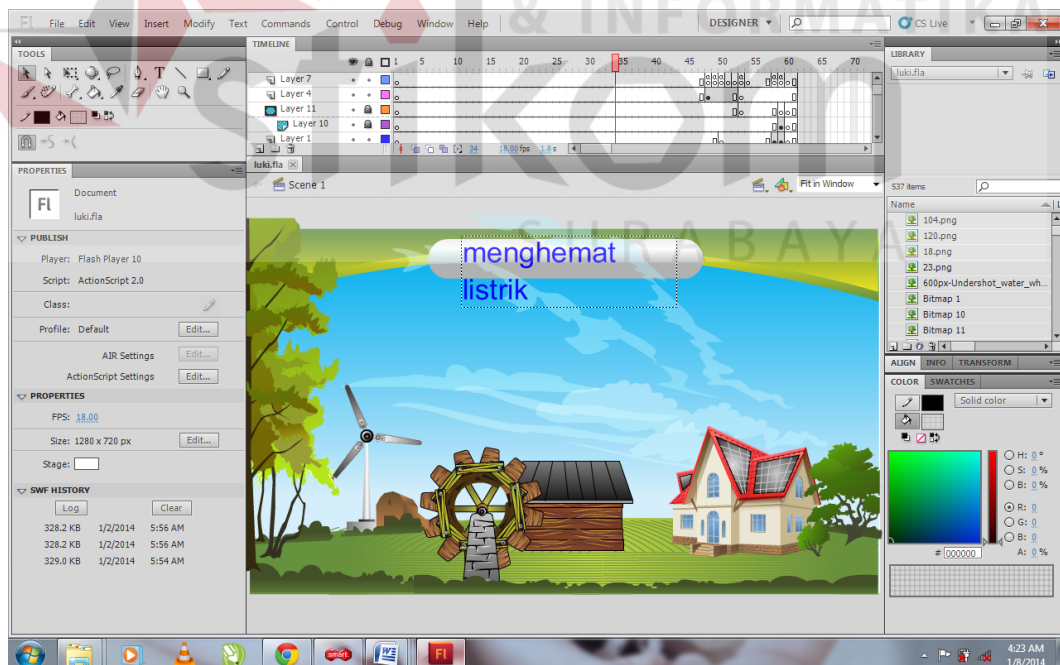 & INFORMATIKA
stikom
SURABAYA
FL File Edit View Insert Modify Text Commands Control Debug Window Help
DESIGNER
CS Live
TOOLS
TIMELINE
1 5 10 15 20 25 30 35 40 45 50 55 60 65 70
Layer 7
Layer 4
Layer 11
Layer 10
Layer 1
34 18.00 fps 1.8 s
luki.fla
Scene 1
Fit in Window
PROPERTIES
Fl
Document
luki.fla
PUBLISH
Player: Flash Player 10
Script: ActionScript 2.0
Class:
Profile: Default Edit...
AIR Settings Edit...
ActionScript Settings Edit...
PROPERTIES
FPS: 18.00
Size: 1280 x 720 px Edit...
Stage:
SWF HISTORY
Log Clear
328.2 KB 1/2/2014 5:56 AM
328.2 KB 1/2/2014 5:56 AM
329.0 KB 1/2/2014 5:54 AM
menghemat
listrik
LIBRARY
luki.fla
537 items
Name
104.png
120.png
18.png
23.png
600px-Undershot_water_wh...
Bitmap 1
Bitmap 10
Bitmap 11
ALIGN INFO TRANSFORM
COLOR SWATCHES
Solid color
H: 0 °
S: 0 %
B: 0 %
R: 0
G: 0
B: 0
# 000000 A: 0 %
smart.
W
Fl
4:23 AM
1/8/2014